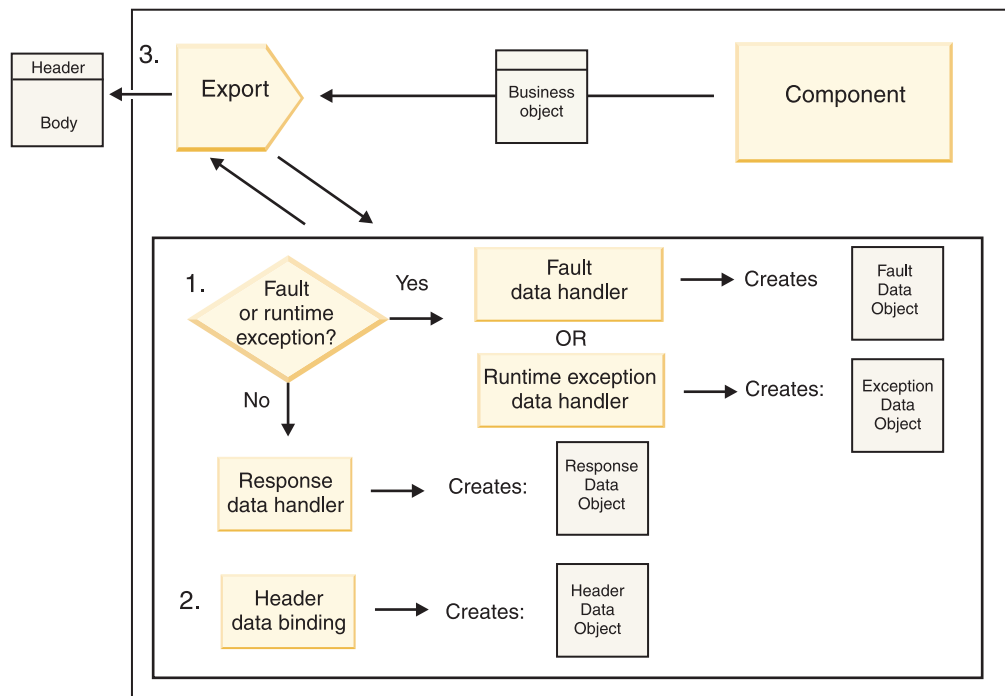 Header
Body
3.
Export
Business
object
Component
1.
Fault
or runtime
exception?
Yes
Fault
data handler
Creates
Fault
Data
Object
OR
Runtime exception
data handler
Creates:
Exception
Data
Object
No
Response
data handler
Creates:
Response
Data
Object
2.
Header
data binding
Creates:
Header
Data
Object